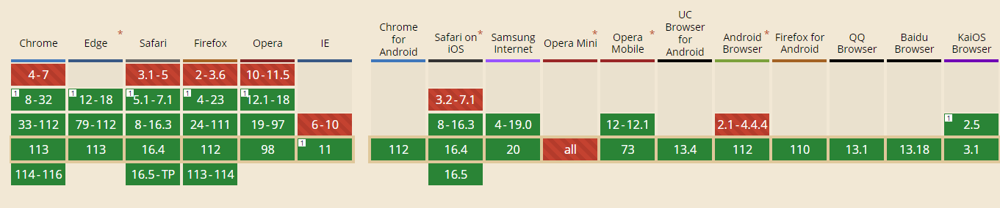 Chrome Edge * Safari Firefox Opera IE Chrome for Android Safari on iOS * Samsung Internet Opera Mini * Opera Mobile * UC Browser for Android Android Browser * Firefox for Android QQ Browser Baidu Browser KaiOS Browser
4-7 3.1-5 2-3.6 10-11.5
1 8-32 1 12-18 1 5.1-7.1 1 4-23 1 12.1-18 3.2-7.1
33-112 79-112 8-16.3 24-111 19-97 6-10 8-16.3 4-19.0 12-12.1 2.1-4.4.4 1 2.5
113 113 16.4 112 98 1 11 112 16.4 20 all 73 13.4 112 110 13.1 13.18 3.1
114-116 16.5-TP 113-114 16.5